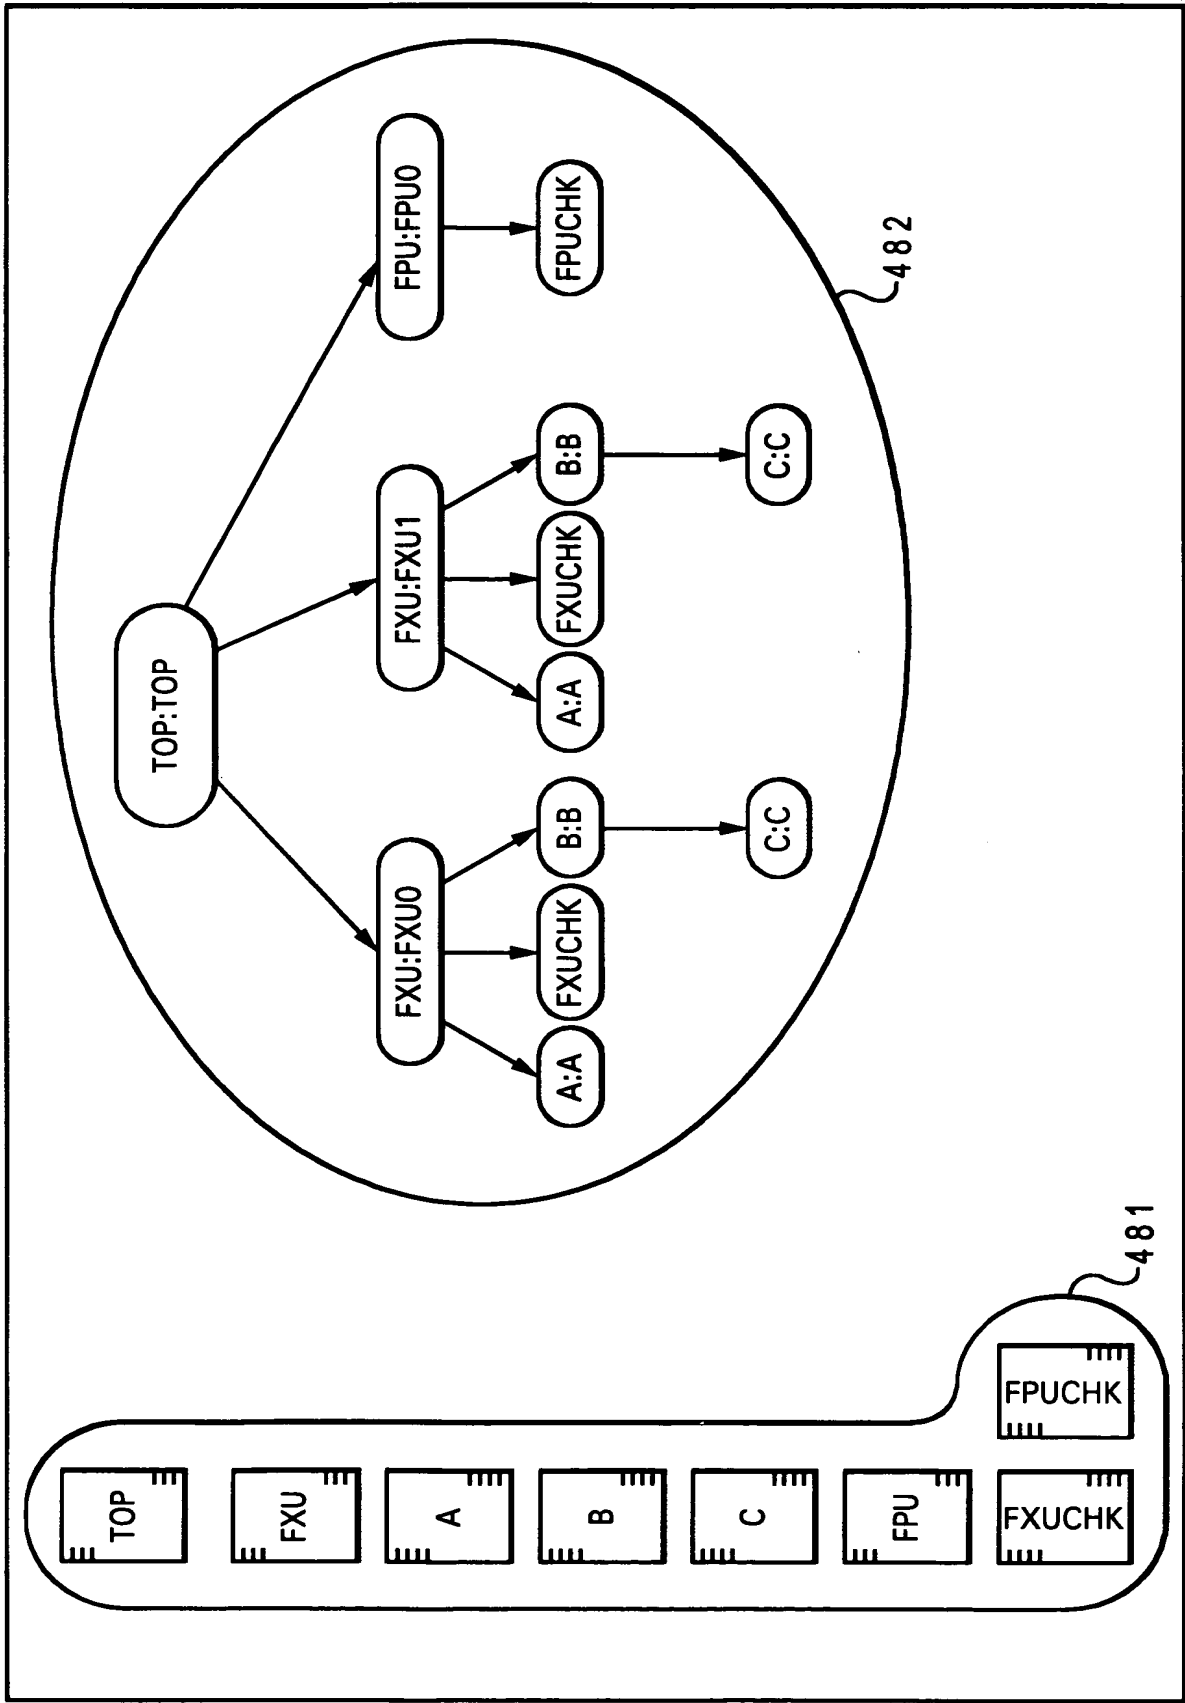 TOP
FXU
A
B
C
FPU
FXUCHK
FPUCHK
481
TOP:TOP
FXU:FXU0
FXU:FXU1
FPU:FPU0
A:A
FXUCHK
B:B
A:A
FXUCHK
B:B
FPUCHK
C:C
C:C
482